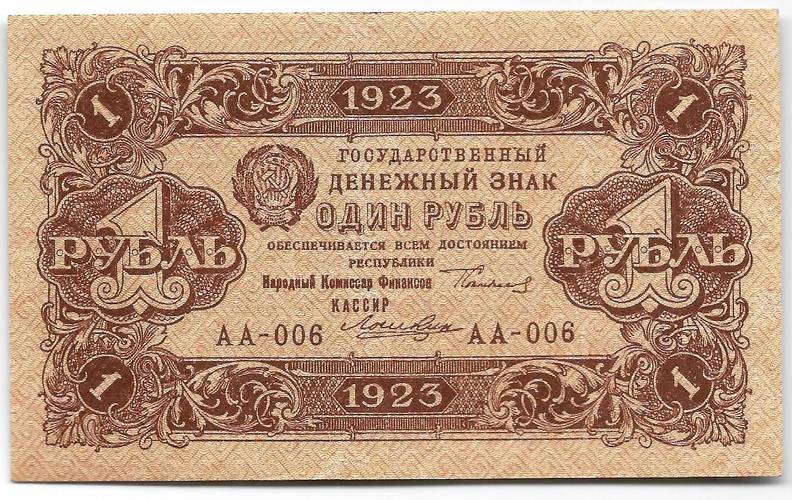 1 1923 1
ГОСУДАРСТВЕННЫЙ
ДЕНЕЖНЫЙ ЗНАК
ОДИН РУБЛЬ
1 РУБЛЬ
1 РУБЛЬ
ОБЕСПЕЧИВАЕТСЯ ВСЕМ ДОСТОЯНИЕМ
РЕСПУБЛИКИ
Народный Комиссар Финансов
КАССИР
АА-006 АА-006
1 1923 1